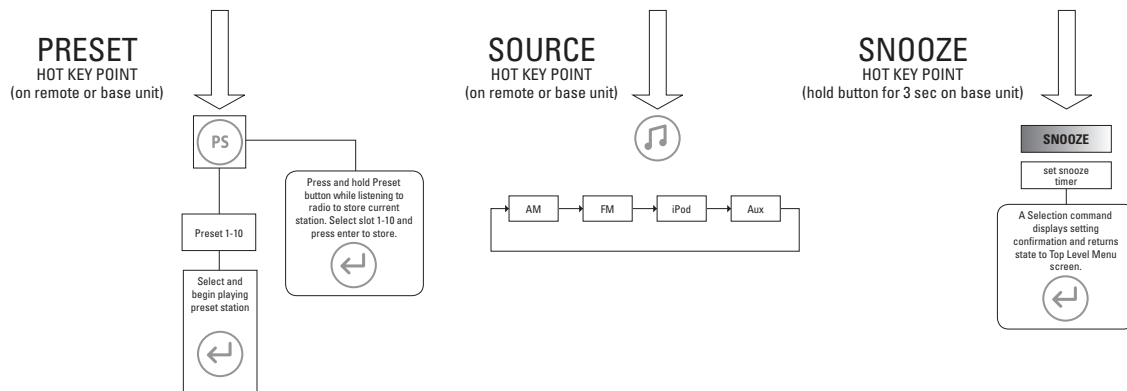 PRESET
HOT KEY POINT
(on remote or base unit)
PS
Press and hold Preset
button while listening to
radio to store current
station. Select slot 1-10 and
press enter to store.
Preset 1-10
Select and
begin playing
preset station
SOURCE
HOT KEY POINT
(on remote or base unit)
AM
FM
iPod
Aux
SNOOZE
HOT KEY POINT
(hold button for 3 sec on base unit)
SNOOZE
set snooze
timer
A Selection command
displays setting
confirmation and returns
state to Top Level Menu
screen.